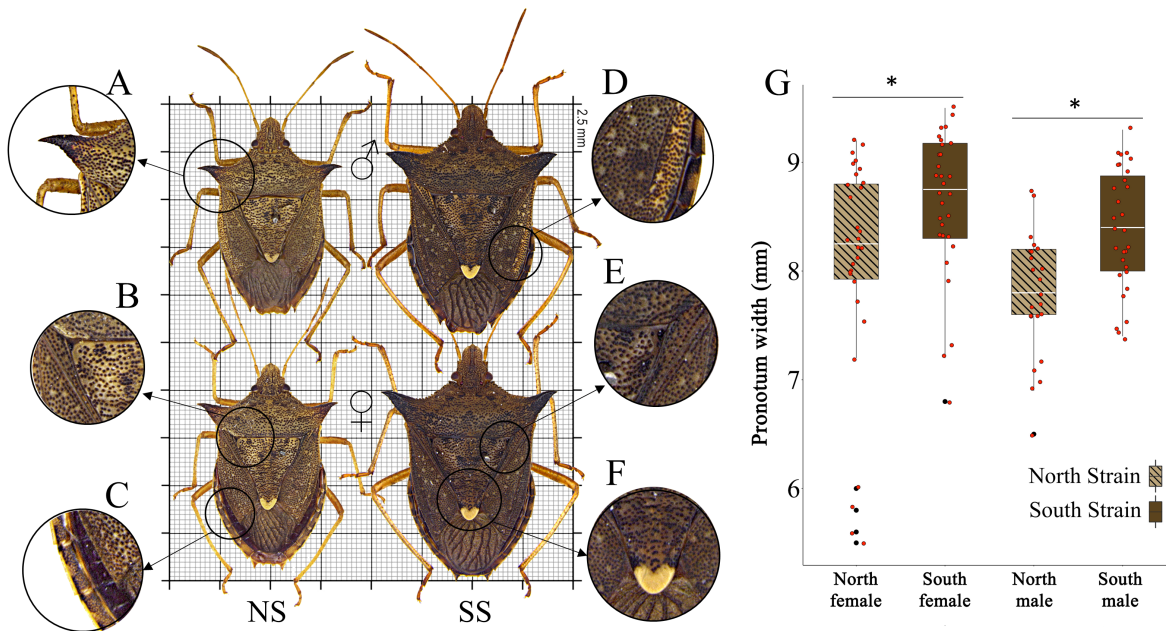 A
B
C
D
E
F
♂
♀
2.5 mm
NS
SS
G
*
*
Pronotum width (mm)
9
8
7
6
North Strain
South Strain
North
female
South
female
North
male
South
male